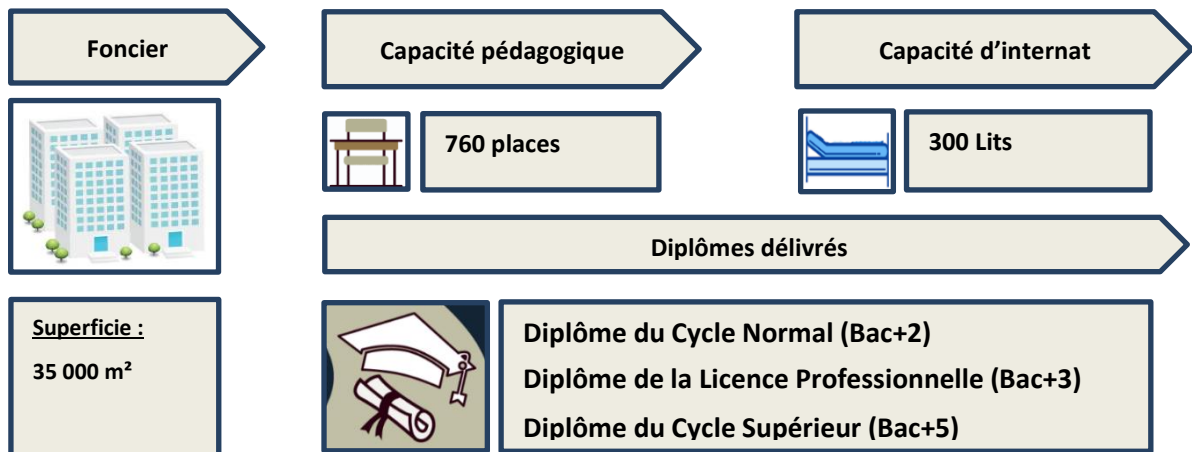 Foncier
Capacité pédagogique
Capacité d’internat
760 places
300 Lits
Diplômes délivrés
Superficie :
35 000 m²
Diplôme du Cycle Normal (Bac+2)
Diplôme de la Licence Professionnelle (Bac+3)
Diplôme du Cycle Supérieur (Bac+5)